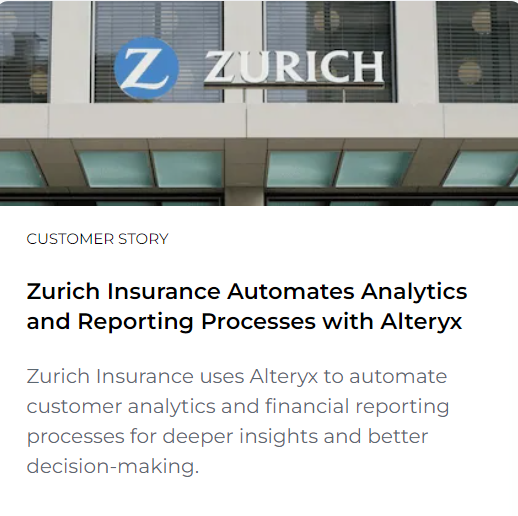 Z ZURICH
CUSTOMER STORY
Zurich Insurance Automates Analytics
and Reporting Processes with Alteryx
Zurich Insurance uses Alteryx to automate
customer analytics and financial reporting
processes for deeper insights and better
decision-making.